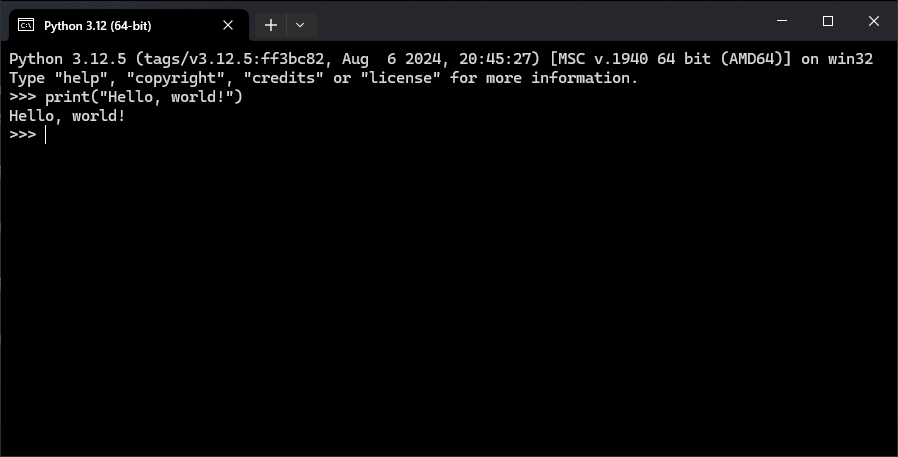 Python 3.12 (64-bit)
Python 3.12.5 (tags/v3.12.5:ff3bc82, Aug  6 2024, 20:45:27) [MSC v.1940 64 bit (AMD64)] on win32
Type "help", "copyright", "credits" or "license" for more information.
>>> print("Hello, world!")
Hello, world!
>>>